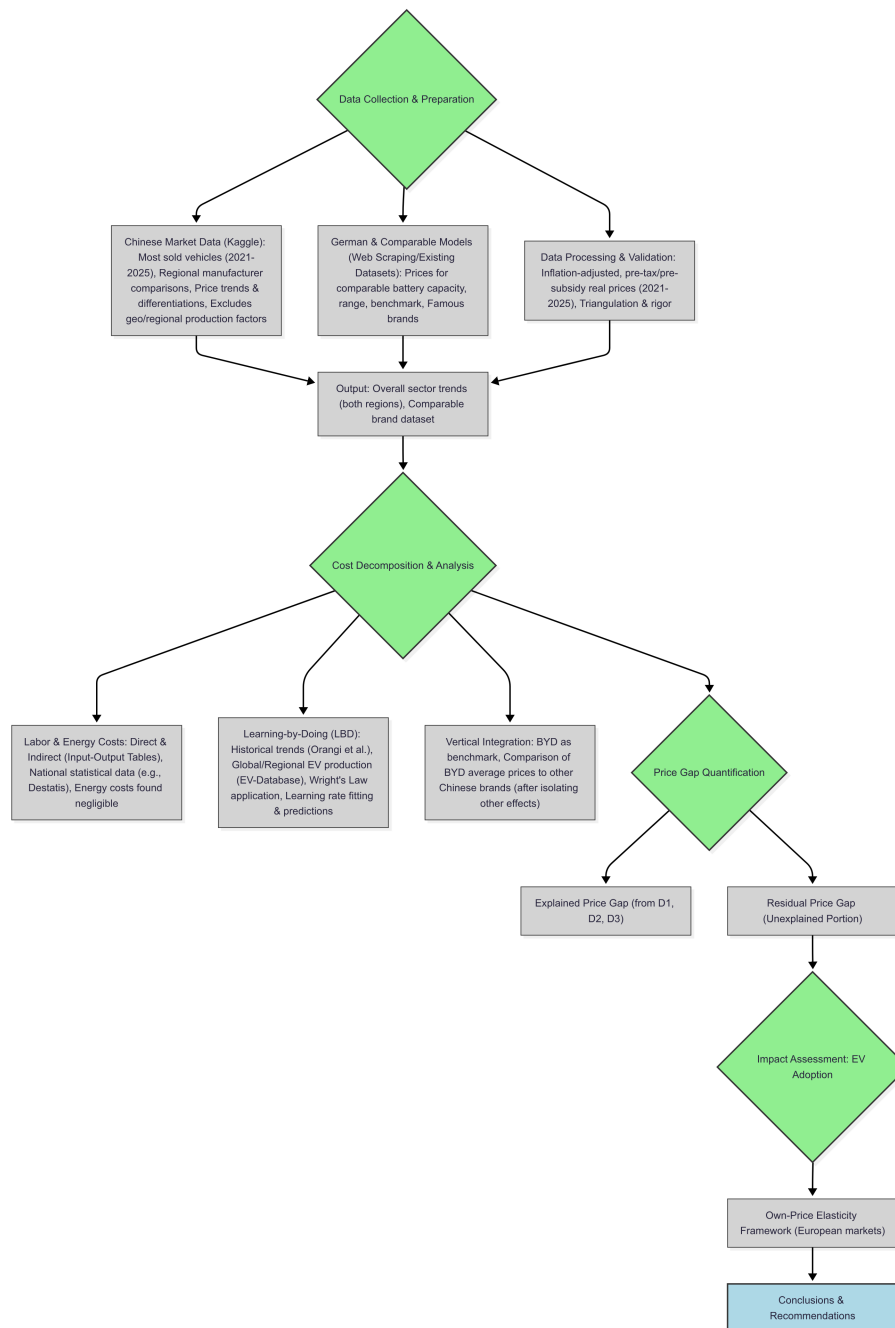 Data Collection & Preparation
Chinese Market Data (Kaggle):
Most sold vehicles (2021-
2025), Regional manufacturer
comparisons, Price trends &
differentiations, Excludes
geo/regional production factors
German & Comparable Models
(Web Scraping/Existing
Datasets): Prices for
comparable battery capacity,
range, benchmark, Famous
brands
Data Processing & Validation:
Inflation-adjusted, pre-tax/pre-
subsidy real prices (2021-
2025), Triangulation & rigor
Output: Overall sector trends
(both regions), Comparable
brand dataset
Cost Decomposition & Analysis
Labor & Energy Costs: Direct &
Indirect (Input-Output Tables),
National statistical data (e.g.,
Destatis), Energy costs found
negligible
Learning-by-Doing (LBD):
Historical trends (Orangi et al.),
Global/Regional EV production
(EV-Database), Wright's Law
application, Learning rate fitting
& predictions
Vertical Integration: BYD as
benchmark, Comparison of
BYD average prices to other
Chinese brands (after isolating
other effects)
Price Gap Quantification
Explained Price Gap (from D1,
D2, D3)
Residual Price Gap
(Unexplained Portion)
Impact Assessment: EV
Adoption
Own-Price Elasticity
Framework (European markets)
Conclusions &
Recommendations